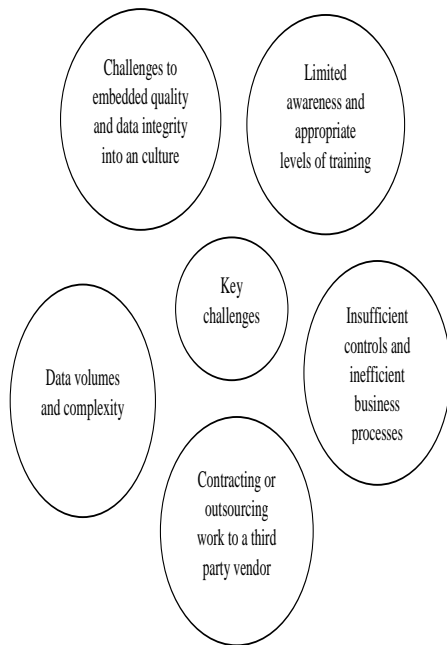 Challenges to
embedded quality
and data integrity
into an culture
Limited
awareness and
appropriate
levels of training
Key
challenges
Insufficient
controls and
inefficient
business
processes
Data volumes
and complexity
Contracting or
outsourcing
work to a third
party vendor